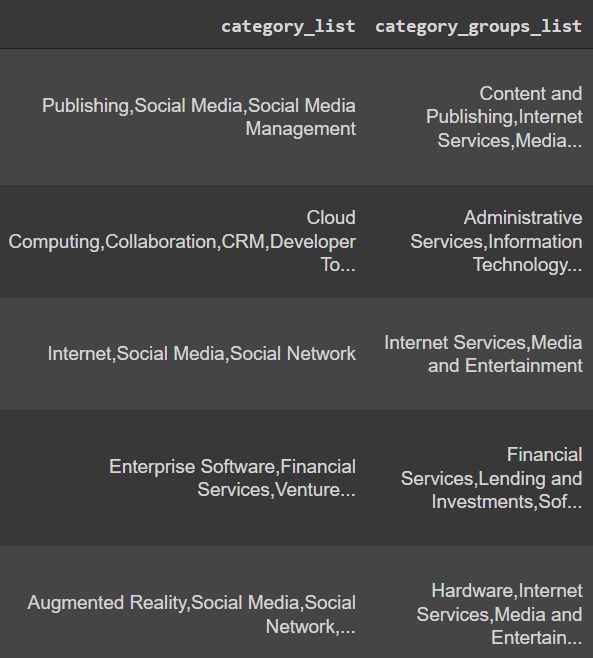 category_list category_groups_list
Publishing,Social Media,Social Media
Management
Content and
Publishing,Internet
Services,Media...
Cloud
Computing,Collaboration,CRM,Developer
To...
Administrative
Services,Information
Technology...
Internet,Social Media,Social Network
Internet Services,Media
and Entertainment
Enterprise Software,Financial
Services,Venture...
Financial
Services,Lending and
Investments,Sof...
Augmented Reality,Social Media,Social
Network,...
Hardware,Internet
Services,Media and
Entertain...